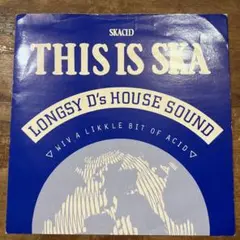 SKACID
THIS IS SKA
LONGSY D's HOUSE SOUND
▽ WIV A LIKKLE BIT OF ACID ▽